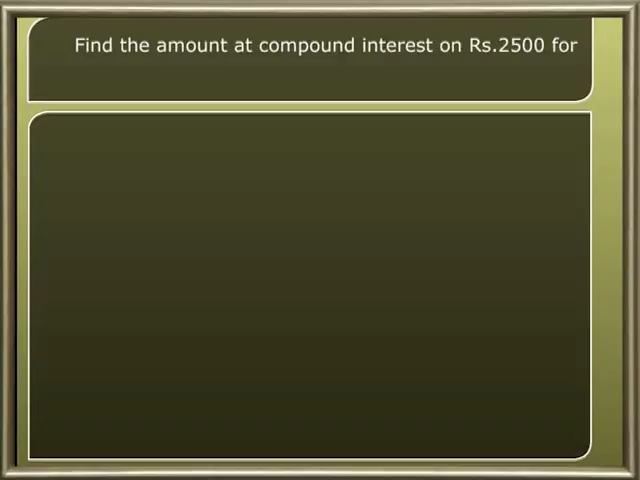 Find the amount at compound interest on Rs.2500 for